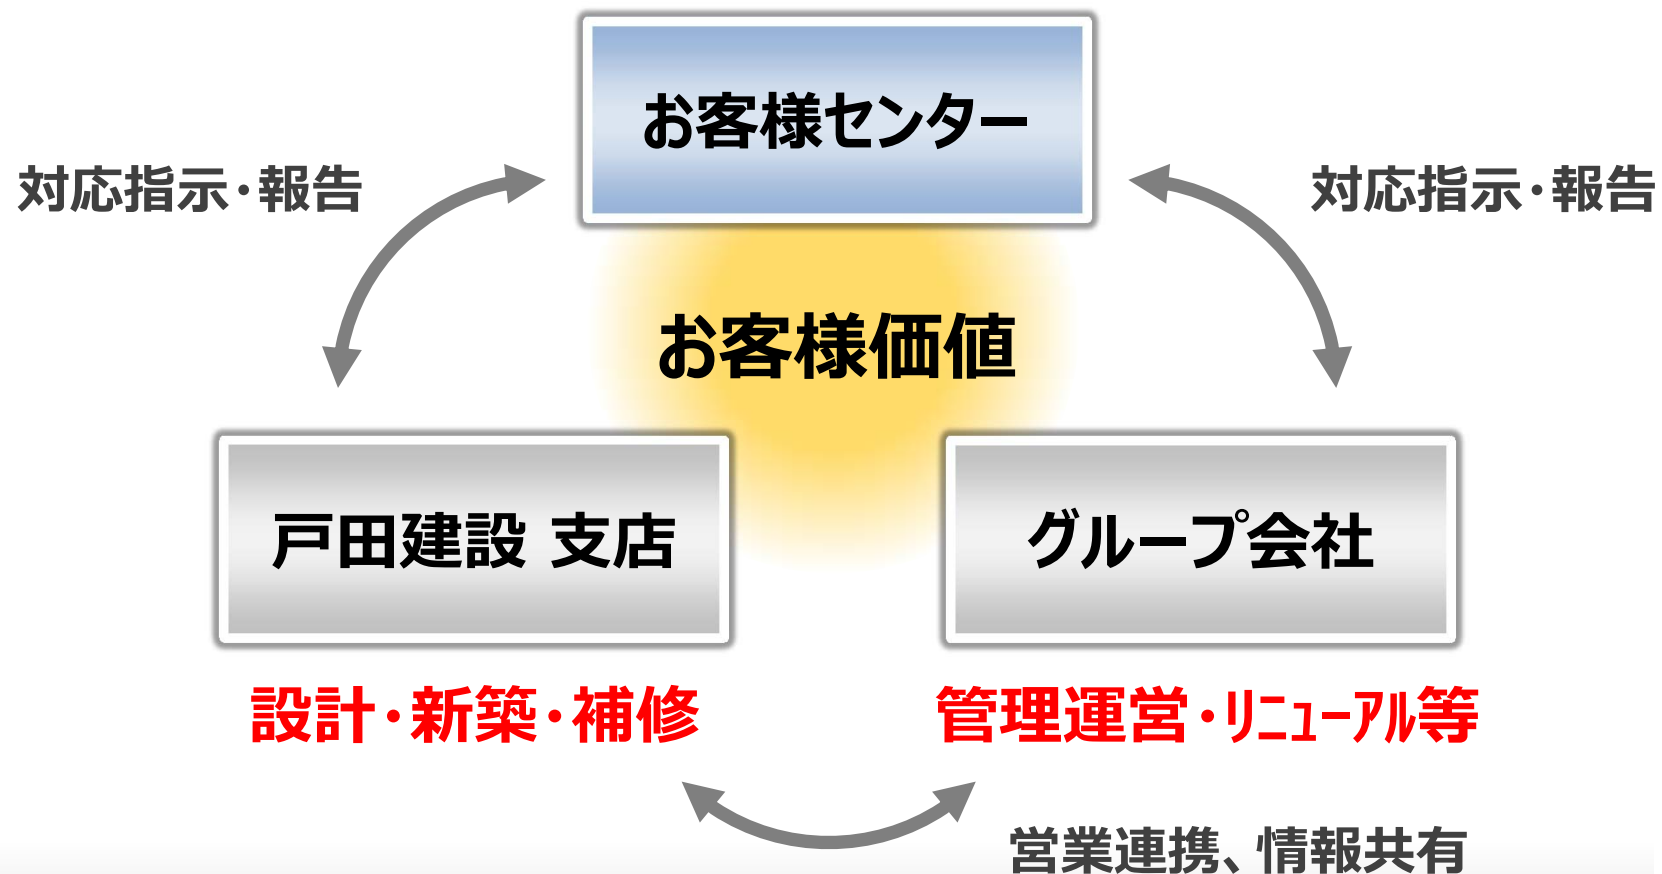 お客様センター
対応指示・報告
対応指示・報告
お客様価値
戸田建設 支店
グループ会社
設計・新築・補修
管理運営・ﾘﾆｭｰｱﾙ等
営業連携、情報共有